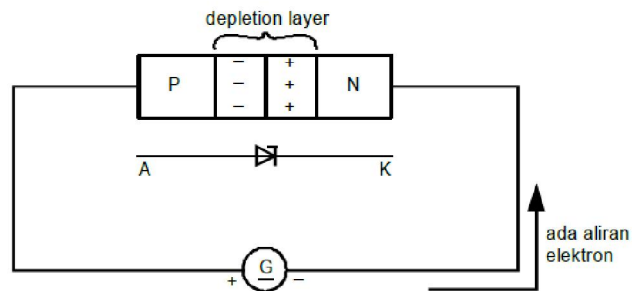 depletion layer
P − + N
− +
− +
A K
ada aliran
elektron
+ G −